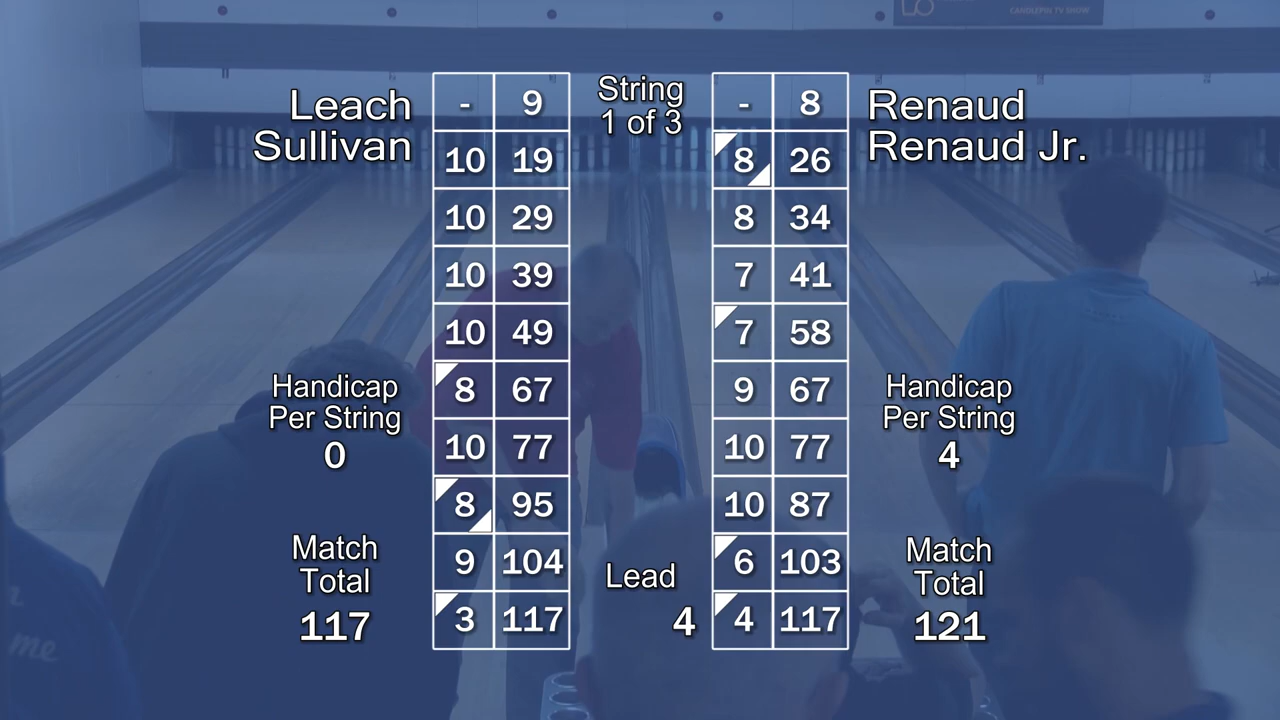 CANDLEPIN TV SHOW
Leach
Sullivan
String
1 of 3
Renaud
Renaud Jr.
- 9
10 19
10 29
10 39
10 49
8 67
10 77
8 95
9 104
3 117
- 8
8 26
8 34
7 41
7 58
9 67
10 77
10 87
6 103
4 117
Handicap
Per String
0
Handicap
Per String
4
Match
Total
117
Lead
4
Match
Total
121
me